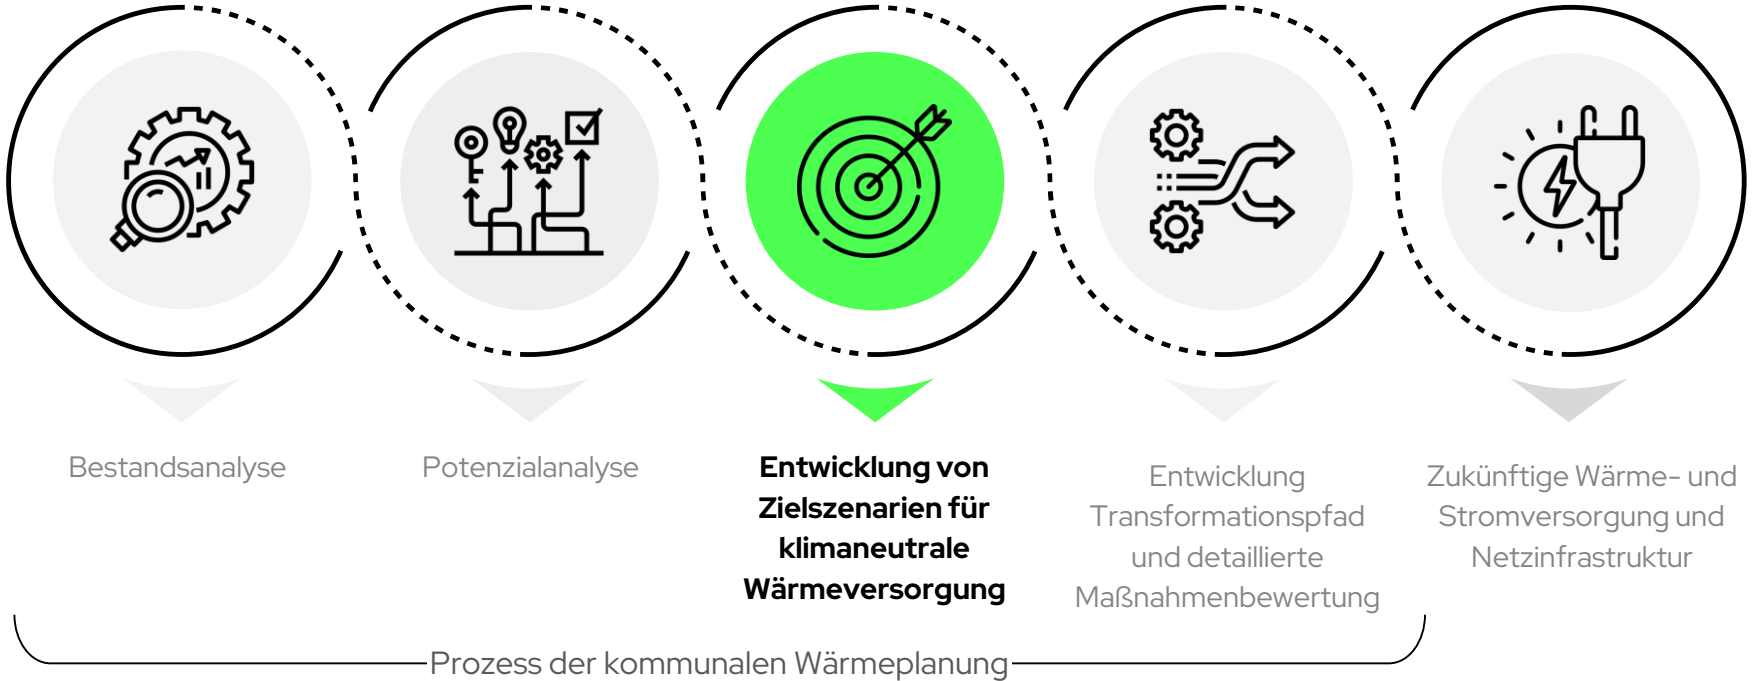 Bestandsanalyse
Potenzialanalyse
Entwicklung von
Zielszenarien für
klimaneutrale
Wärmeversorgung
Entwicklung
Transformationspfad
und detaillierte
Maßnahmenbewertung
Zukünftige Wärme- und
Stromversorgung und
Netzinfrastruktur
Prozess der kommunalen Wärmeplanung